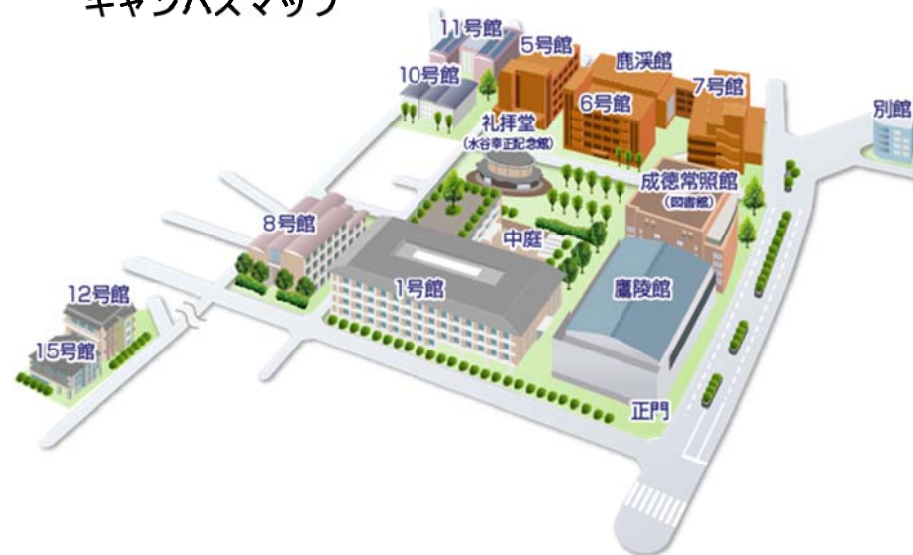 キャンパスマップ
11号館
5号館
鹿渓館
10号館
6号館
7号館
別館
礼拝堂
(水谷幸正記念館)
成徳常照館
(図書館)
8号館
中庭
1号館
鷹陵館
12号館
15号館
正門